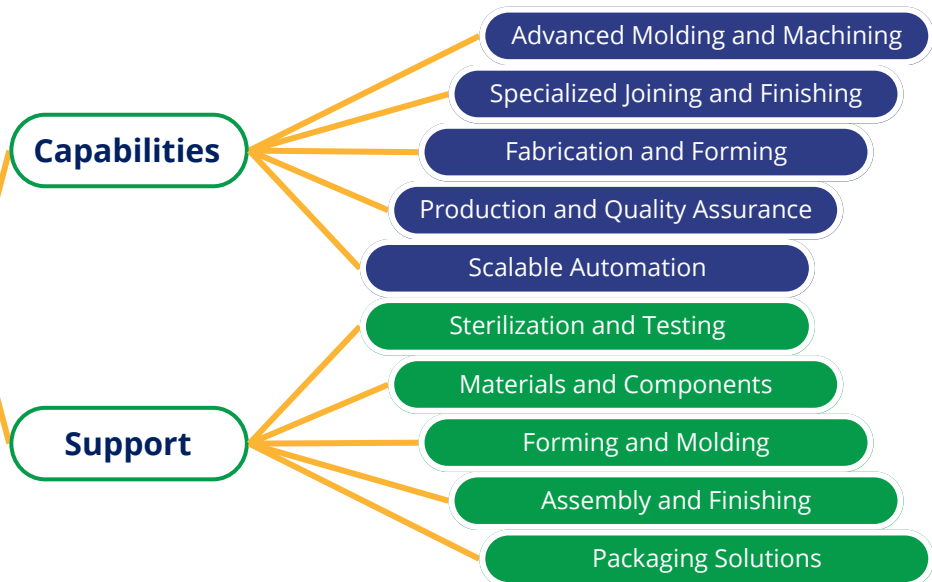 Capabilities
Advanced Molding and Machining
Specialized Joining and Finishing
Fabrication and Forming
Production and Quality Assurance
Scalable Automation
Support
Sterilization and Testing
Materials and Components
Forming and Molding
Assembly and Finishing
Packaging Solutions